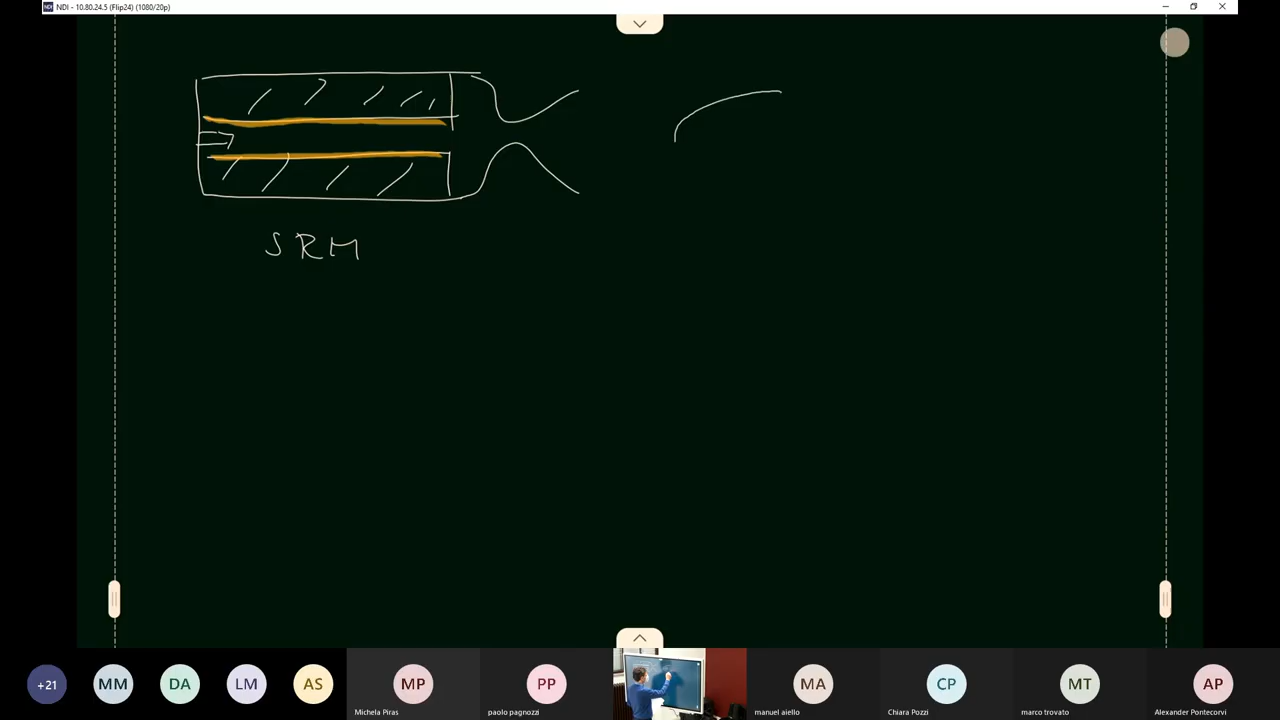 NDI - 10.80.24.5 (Flip24) (1080/20p)
SRM
+21
MM
DA
LM
AS
MP
Michela Piras
PP
paolo pagnozzi
MA
manuel aiello
CP
Chiara Pozzi
MT
marco trovato
AP
Alexander Pontecorvi